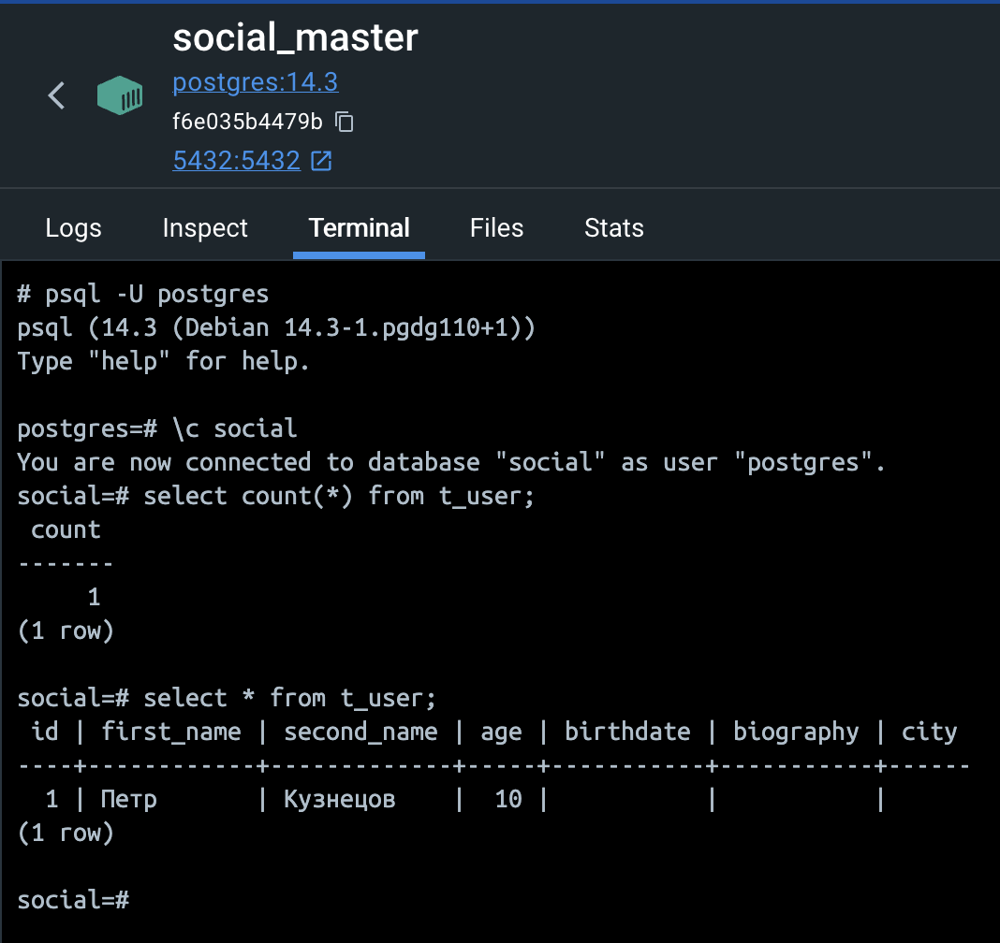 social_master
postgres:14.3
f6e035b4479b
5432:5432
Logs Inspect Terminal Files Stats
# psql -U postgres
psql (14.3 (Debian 14.3-1.pgdg110+1))
Type "help" for help.
postgres=# \c social
You are now connected to database "social" as user "postgres".
social=# select count(*) from t_user;
 count
-------
     1
(1 row)
social=# select * from t_user;
 id | first_name | second_name | age | birthdate | biography | city
----+------------+-------------+-----+-----------+-----------+------
  1 | Петр       | Кузнецов    |  10 |           |           |
(1 row)
social=#